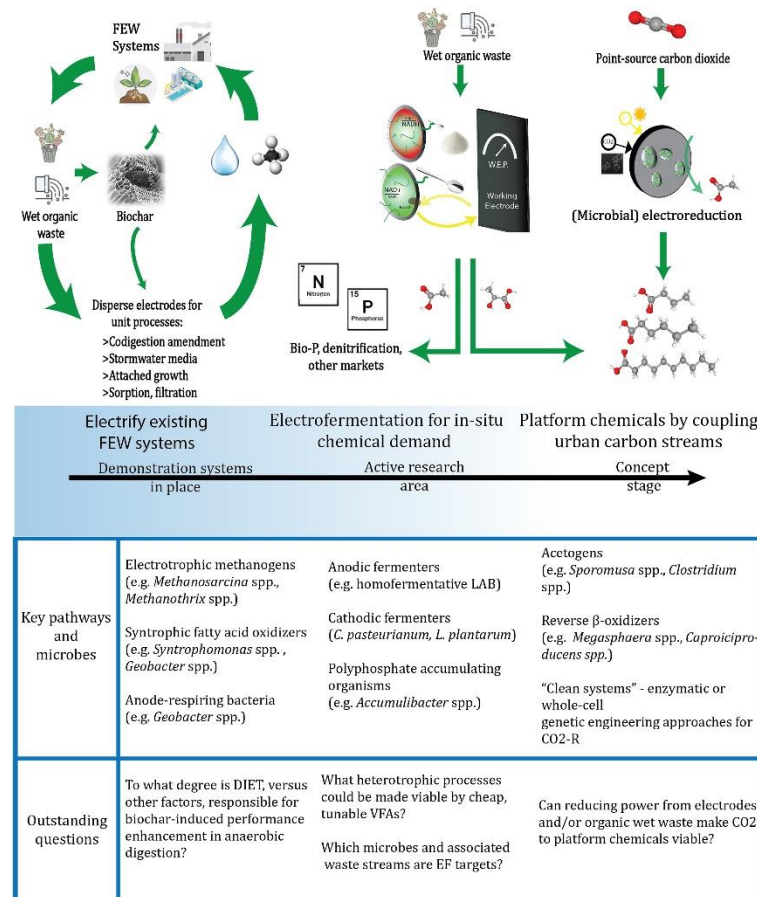 FEW
Systems
Wet organic
waste
Biochar
Disperse electrodes for
unit processes:
>Codigestion amendment
>Stormwater media
>Attached growth
>Sorption, filtration
Wet organic waste
NADH
W.E.P.
Working
Electrode
7
N
Nitrogen
15
P
Phosphorus
Bio-P, denitrification,
other markets
Point-source carbon dioxide
CO2
(Microbial) electroreduction
Electrify existing
FEW systems
Electrofermentation for in-situ
chemical demand
Platform chemicals by coupling
urban carbon streams
Demonstration systems
in place
Active research
area
Concept
stage
Key pathways
and
microbes
Electrotrophic methanogens
(e.g. Methanosarcina spp.,
Methanothrix spp.)
Syntrophic fatty acid oxidizers
(e.g. Syntrophomonas spp. ,
Geobacter spp.)
Anode-respiring bacteria
(e.g. Geobacter spp.)
Anodic fermenters
(e.g. homofermentative LAB)
Cathodic fermenters
(C. pasteurianum, L. plantarum)
Polyphosphate accumulating
organisms
(e.g. Accumulibacter spp.)
Acetogens
(e.g. Sporomusa spp., Clostridium
spp.)
Reverse β-oxidizers
(e.g. Megasphaera spp., Caproicipro-
ducens spp.)
“Clean systems” - enzymatic or
whole-cell
genetic engineering approaches for
CO2-R
Outstanding
questions
To what degree is DIET, versus
other factors, responsible for
biochar-induced performance
enhancement in anaerobic
digestion?
What heterotrophic processes
could be made viable by cheap,
tunable VFAs?
Which microbes and associated
waste streams are EF targets?
Can reducing power from electrodes
and/or organic wet waste make CO2
to platform chemicals viable?